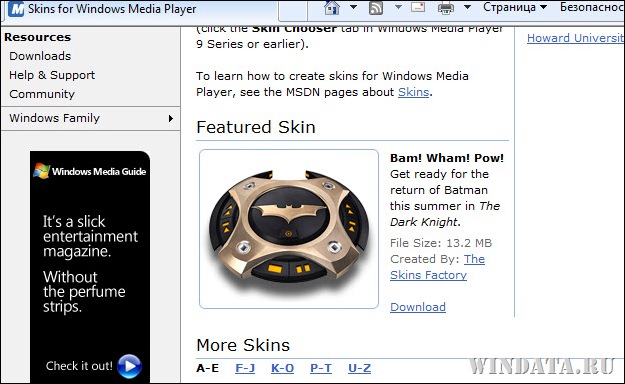 Skins for Windows Media Player
Страница
Безопаснос
Resources
Downloads
Help & Support
Community
Windows Family
Windows Media Guide
It's a slick
entertainment
magazine.
Without
the perfume
strips.
Check it out!
(click the Skin Chooser tab in Windows Media Player
9 Series or earlier).
To learn how to create skins for Windows Media
Player, see the MSDN pages about Skins.
Featured Skin
Bam! Wham! Pow!
Get ready for the
return of Batman
this summer in The
Dark Knight.
File Size: 13.2 MB
Created By: The
Skins Factory
Download
More Skins
A-E F-J K-O P-T U-Z
Howard Universit
WINDATA.RU